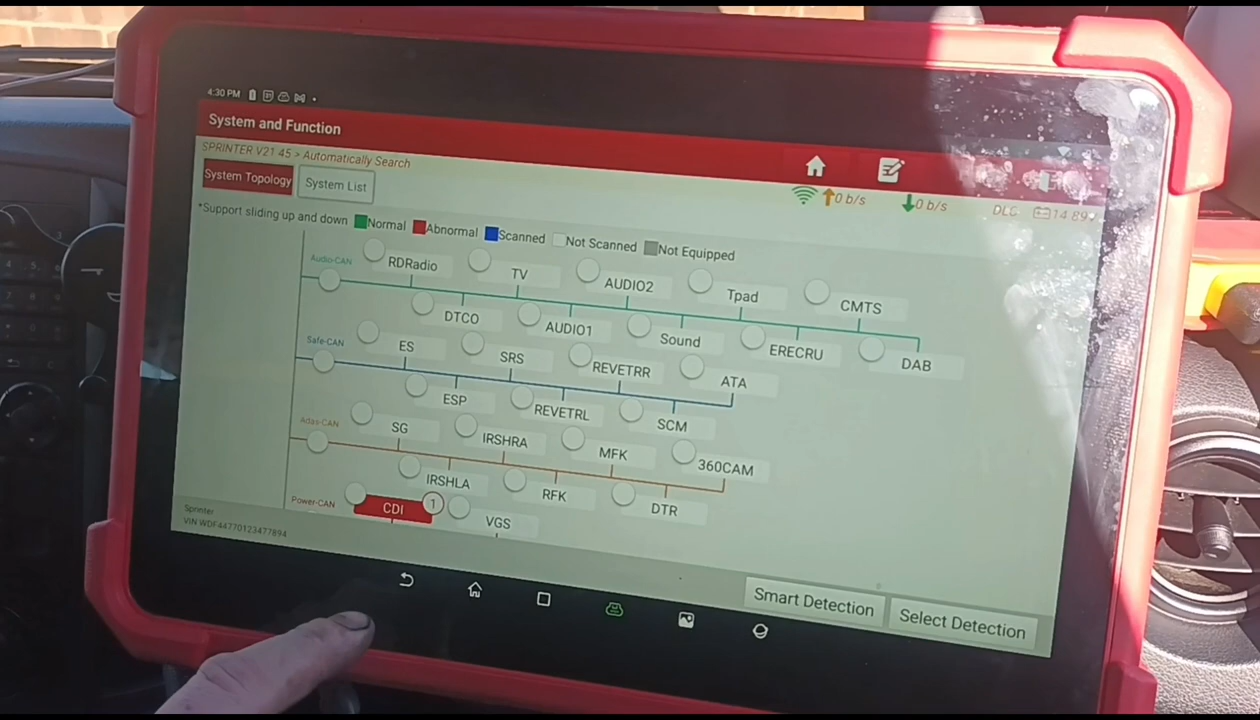 4:30 PM
System and Function
SPRINTER V21 45 > Automatically Search
System Topology
System List
0 b/s
0 b/s
DLC
14 89v
*Support sliding up and down
Normal
Abnormal
Scanned
Not Scanned
Not Equipped
Audio-CAN
RDRadio
TV
AUDIO2
Tpad
CMTS
DTCO
AUDIO1
Sound
ERECRU
DAB
Safe-CAN
ES
SRS
REVETRR
ATA
ESP
REVETRL
SCM
Adas-CAN
SG
IRSHRA
MFK
360CAM
IRSHLA
RFK
DTR
Power-CAN
CDI
1
VGS
Sprinter
VIN WDF44770123477894
Smart Detection
Select Detection